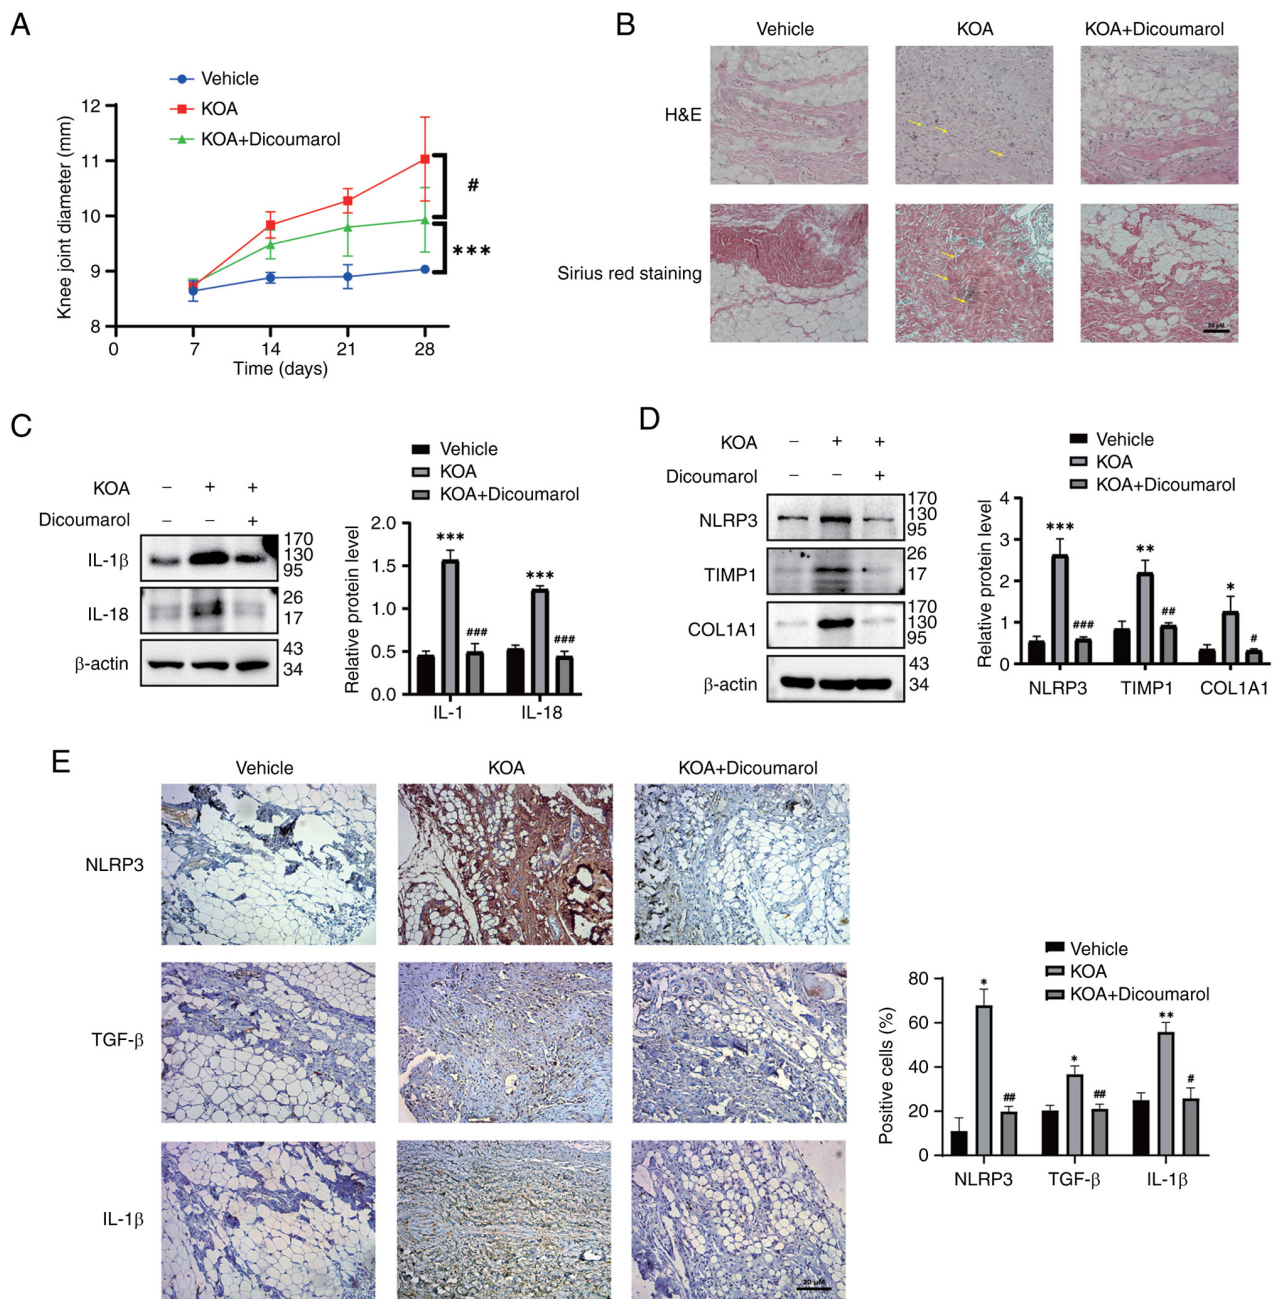 A
Vehicle
KOA
KOA+Dicoumarol
Knee joint diameter (mm)
12
11
10
9
8
0
7
14
21
28
Time (days)
#
***
B
Vehicle
KOA
KOA+Dicoumarol
H&E
Sirius red staining
50 μM
C
KOA − + +
Dicoumarol − − +
IL-1β
170
130
95
IL-18
26
17
β-actin
43
34
Vehicle
KOA
KOA+Dicoumarol
Relative protein level
2.0
1.5
1.0
0.5
0.0
***
###
***
###
IL-1
IL-18
D
KOA − + +
Dicoumarol − − +
NLRP3
170
130
95
TIMP1
26
17
COL1A1
170
130
95
β-actin
43
34
Vehicle
KOA
KOA+Dicoumarol
Relative protein level
4
3
2
1
0
***
###
**
##
*
#
NLRP3
TIMP1
COL1A1
E
Vehicle
KOA
KOA+Dicoumarol
NLRP3
TGF-β
IL-1β
20 μM
Vehicle
KOA
KOA+Dicoumarol
Positive cells (%)
80
60
40
20
0
*
##
*
##
**
#
NLRP3
TGF-β
IL-1β